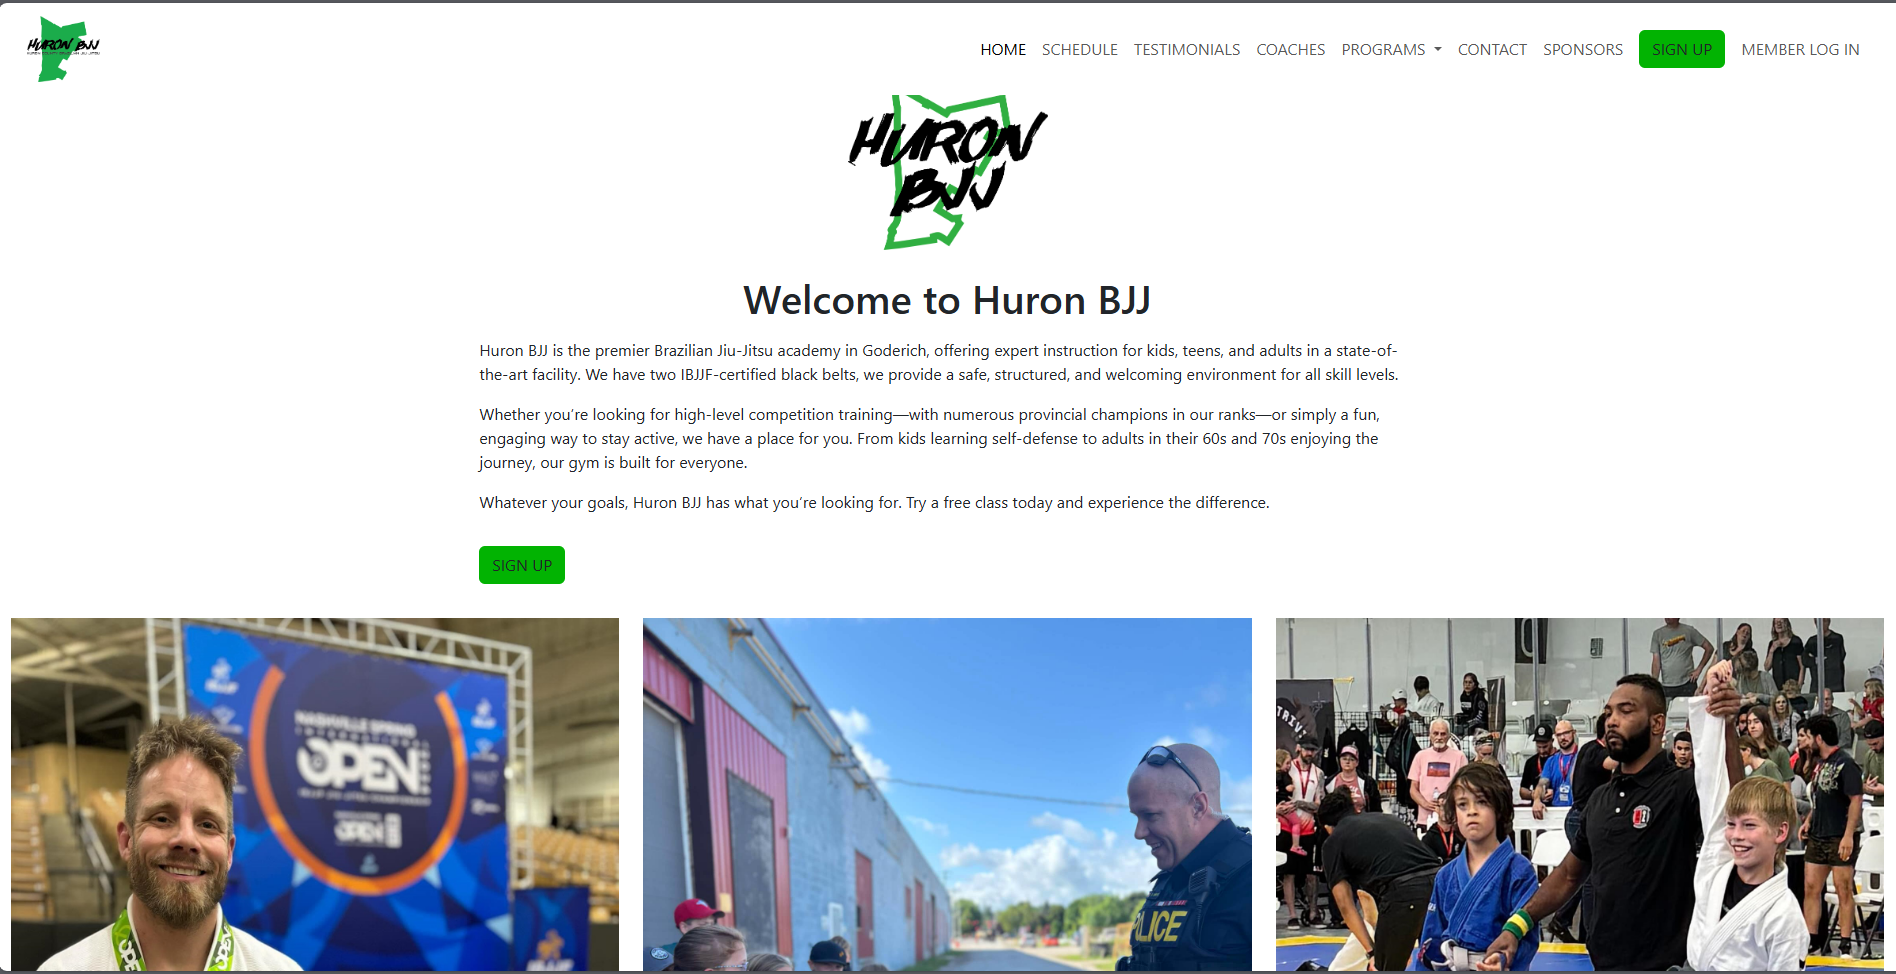 HURON BJJ
HOME SCHEDULE TESTIMONIALS COACHES PROGRAMS CONTACT SPONSORS SIGN UP MEMBER LOG IN
HURON
BJJ
Welcome to Huron BJJ
Huron BJJ is the premier Brazilian Jiu-Jitsu academy in Goderich, offering expert instruction for kids, teens, and adults in a state-of-
the-art facility. We have two IBJJF-certified black belts, we provide a safe, structured, and welcoming environment for all skill levels.
Whether you’re looking for high-level competition training—with numerous provincial champions in our ranks—or simply a fun,
engaging way to stay active, we have a place for you. From kids learning self-defense to adults in their 60s and 70s enjoying the
journey, our gym is built for everyone.
Whatever your goals, Huron BJJ has what you’re looking for. Try a free class today and experience the difference.
SIGN UP
NASHVILLE SPRING
INTERNATIONAL
OPEN
OPEN
OPEN
POLICE